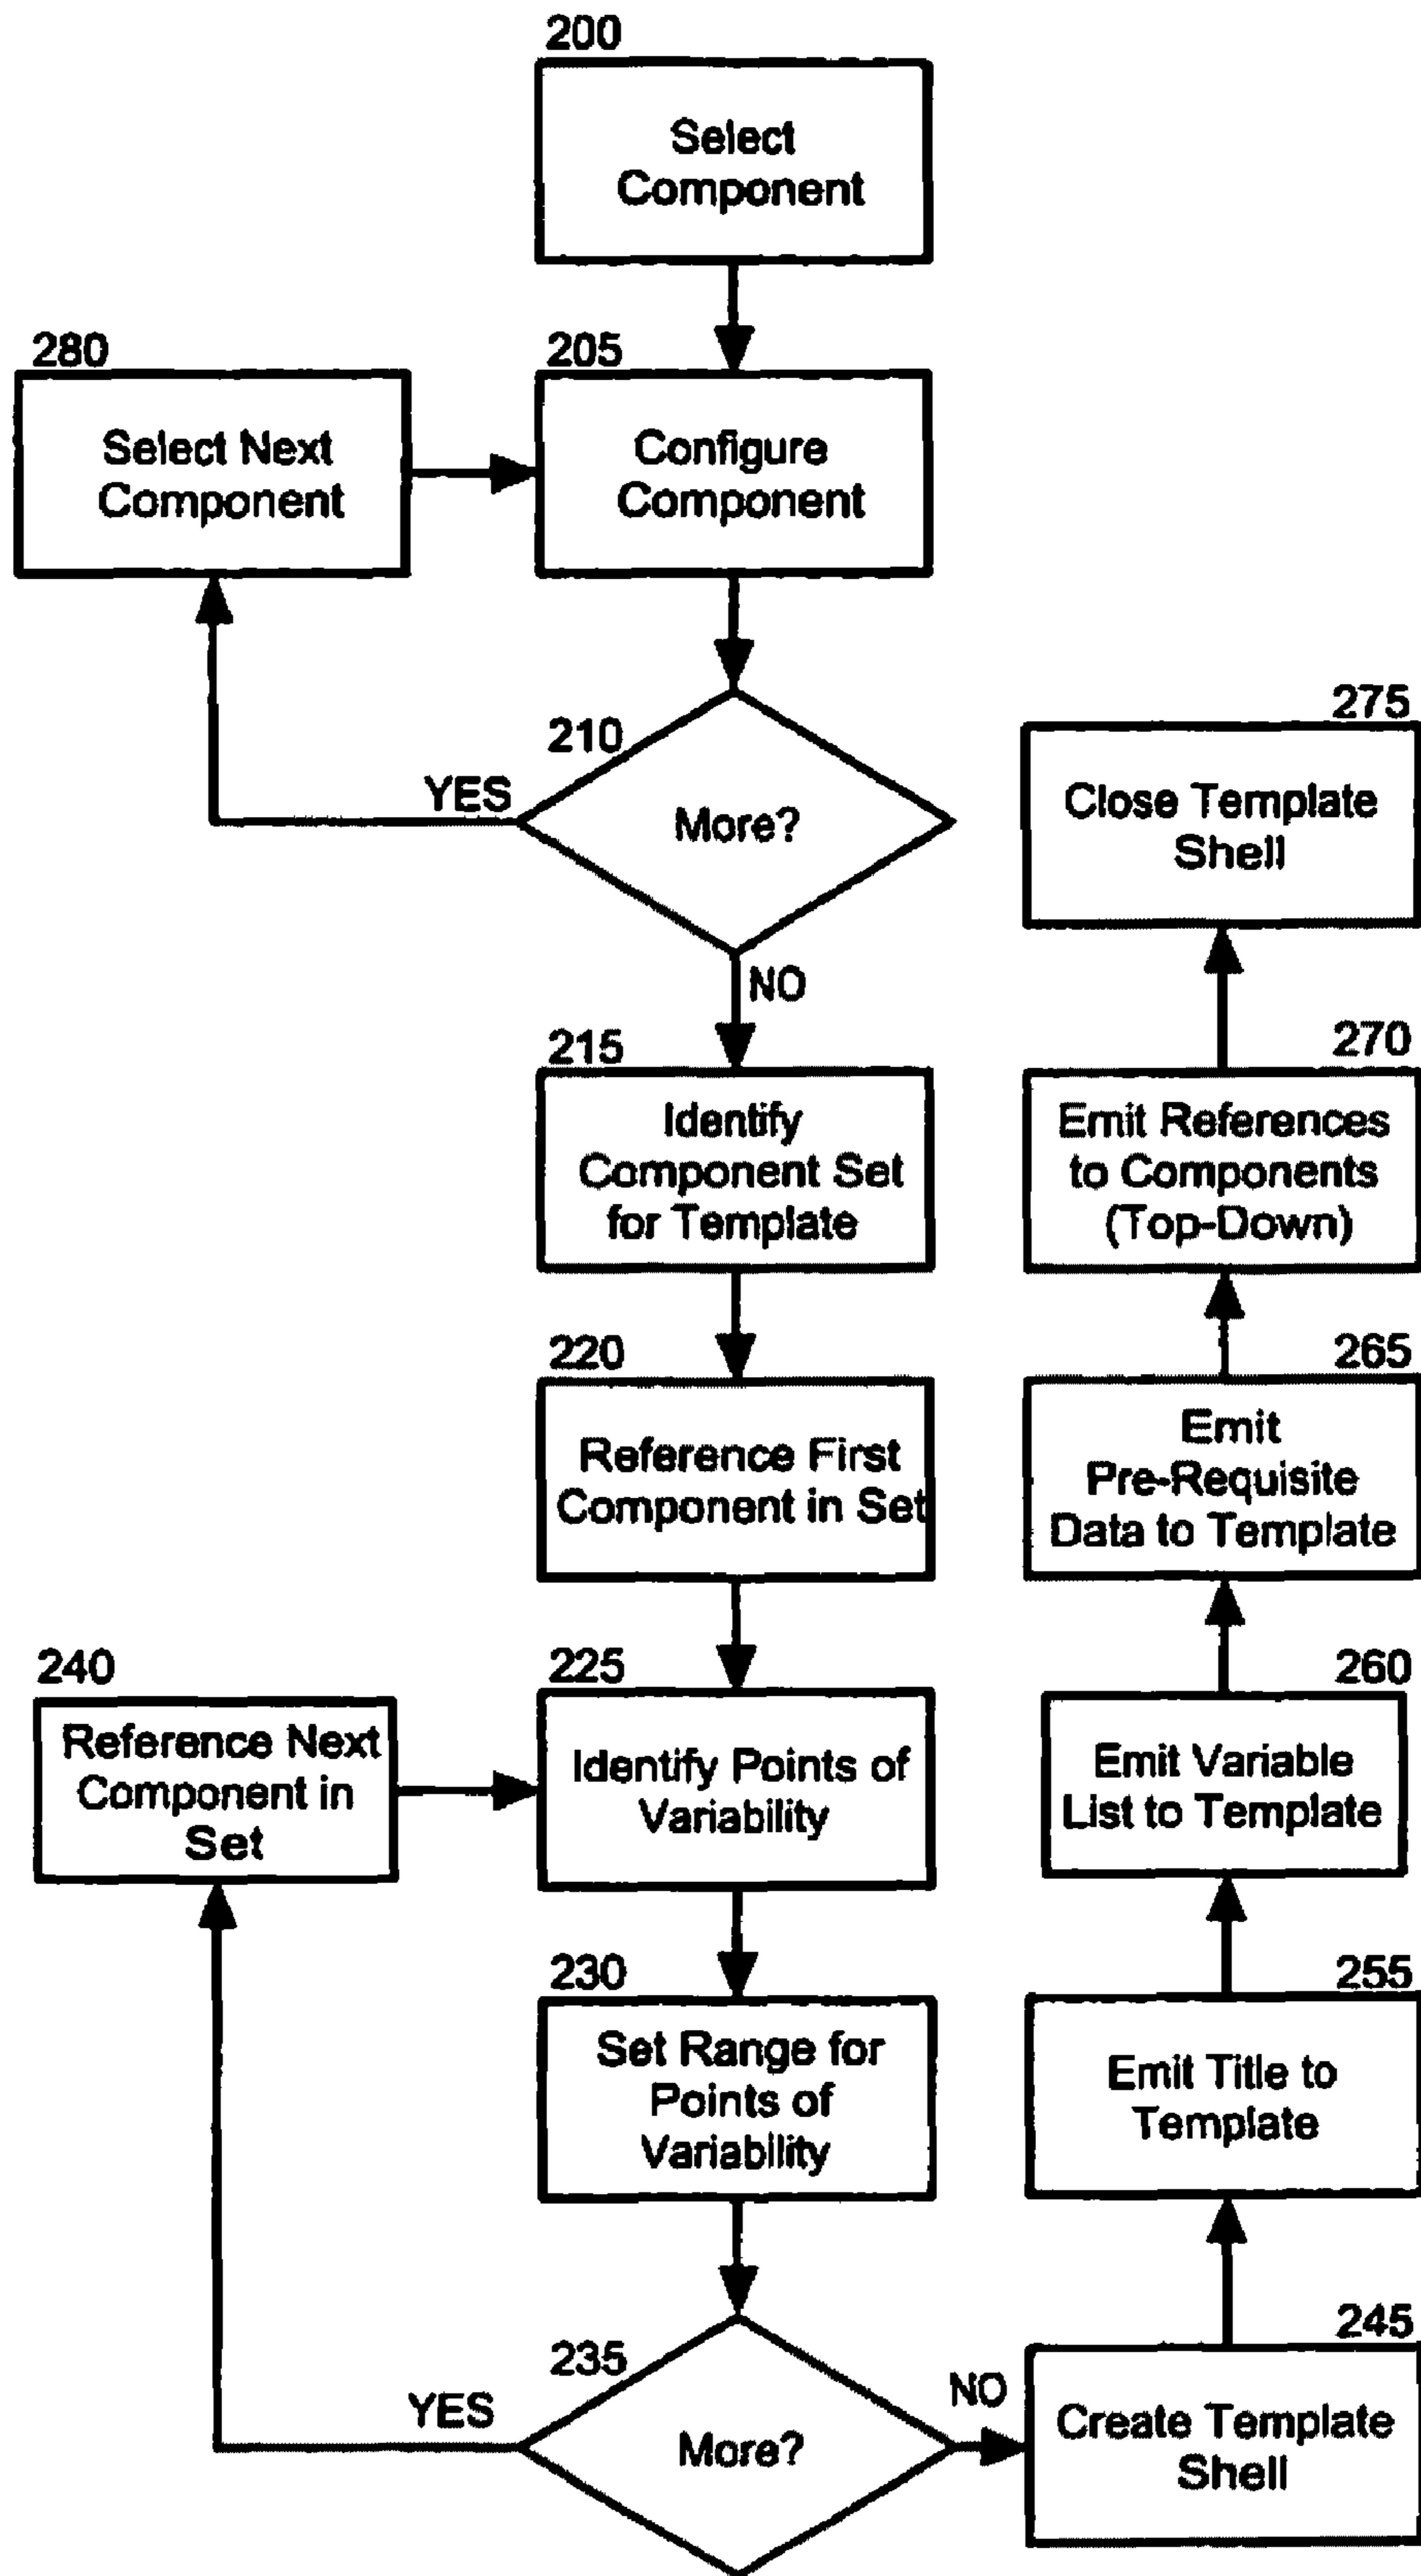 200
Select
Component
280
Select Next
Component
205
Configure
Component
210
More?
YES
NO
215
Identify
Component Set
for Template
220
Reference First
Component in Set
225
Identify Points of
Variability
240
Reference Next
Component in
Set
230
Set Range for
Points of
Variability
235
More?
YES
NO
245
Create Template
Shell
255
Emit Title to
Template
260
Emit Variable
List to Template
265
Emit
Pre-Requisite
Data to Template
270
Emit References
to Components
(Top-Down)
275
Close Template
Shell